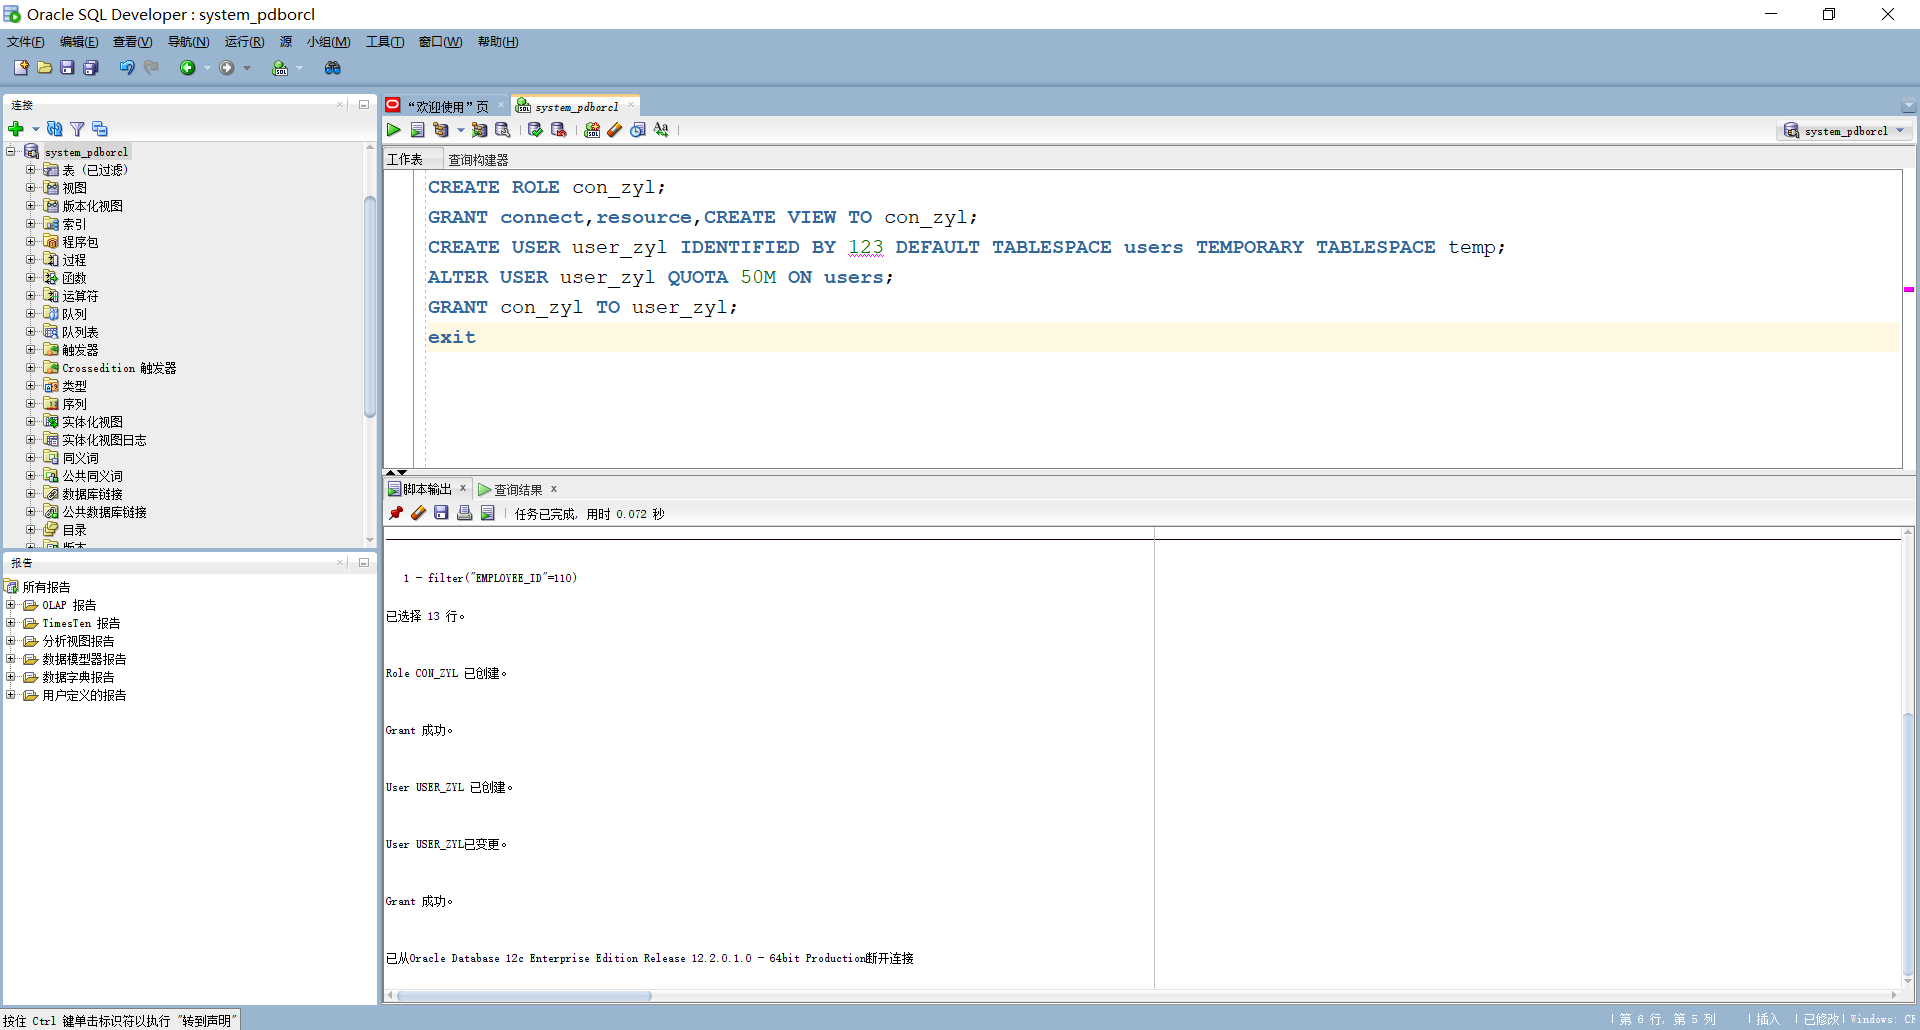 Oracle SQL Developer : system_pdborcl
文件(F) 编辑(E) 查看(V) 导航(N) 运行(R) 源 小组(M) 工具(T) 窗口(W) 帮助(H)
连接
system_pdborcl
表 (已过滤)
视图
版本化视图
索引
程序包
过程
函数
运算符
队列
队列表
触发器
Crossedition 触发器
类型
序列
实体化视图
实体化视图日志
同义词
公共同义词
数据库链接
公共数据库链接
目录
版本
报告
所有报告
OLAP 报告
TimesTen 报告
分析视图报告
数据模型器报告
数据字典报告
用户定义的报告
“欢迎使用”页 system_pdborcl
system_pdborcl
工作表 查询构建器
CREATE ROLE con_zyl;
GRANT connect,resource,CREATE VIEW TO con_zyl;
CREATE USER user_zyl IDENTIFIED BY 123 DEFAULT TABLESPACE users TEMPORARY TABLESPACE temp;
ALTER USER user_zyl QUOTA 50M ON users;
GRANT con_zyl TO user_zyl;
exit
脚本输出 x 查询结果 x
任务已完成, 用时 0.072 秒
1 - filter("EMPLOYEE_ID"=110)
已选择 13 行。
Role CON_ZYL 已创建。
Grant 成功。
User USER_ZYL 已创建。
User USER_ZYL已变更。
Grant 成功。
已从Oracle Database 12c Enterprise Edition Release 12.2.0.1.0 - 64bit Production断开连接
按住 Ctrl 键单击标识符以执行 "转到声明"
第 6 行, 第 5 列 插入 已修改 Windows: CF